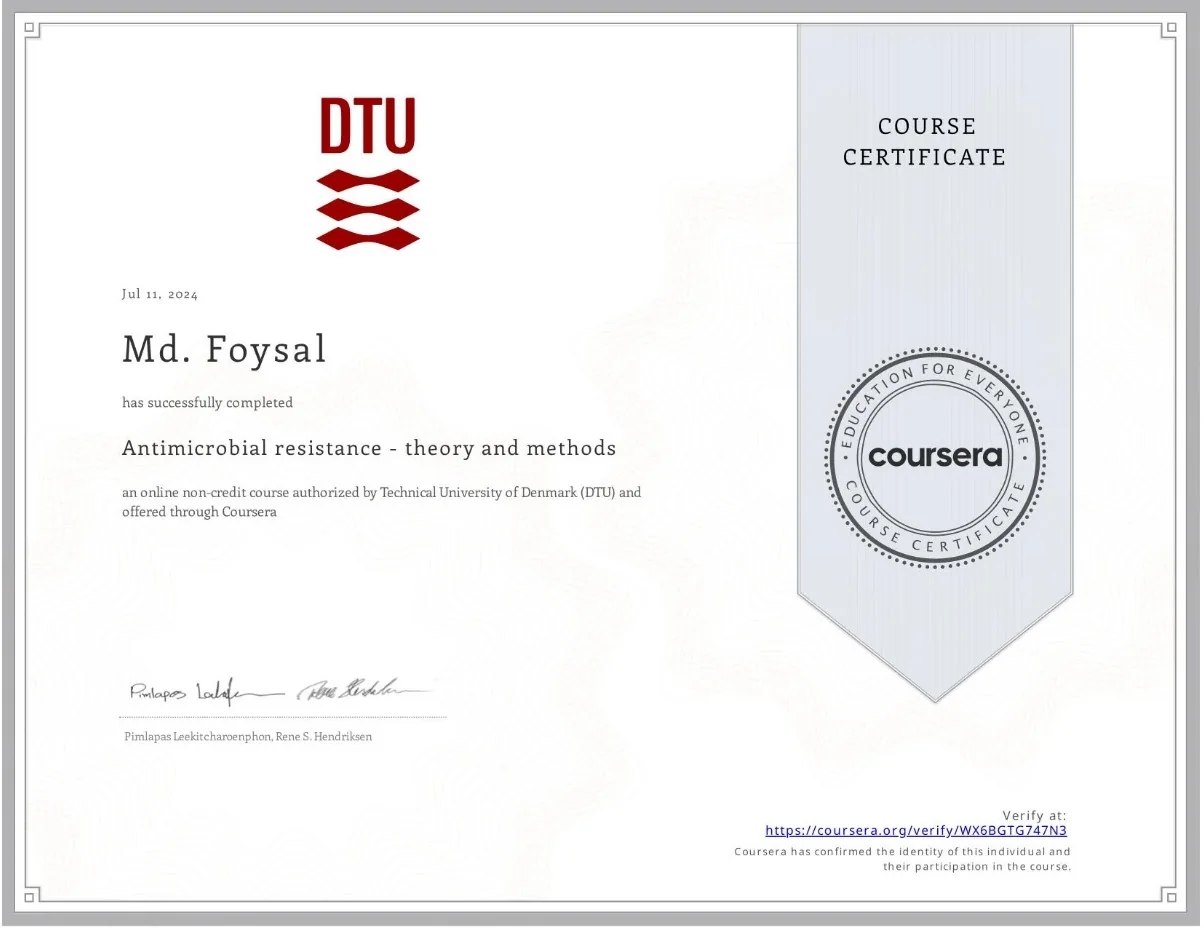 DTU
COURSE
CERTIFICATE
Jul 11, 2024
Md. Foysal
has successfully completed
Antimicrobial resistance - theory and methods
an online non-credit course authorized by Technical University of Denmark (DTU) and
offered through Coursera
EDUCATION FOR EVERYONE
coursera
COURSE CERTIFICATE
Pimlapas Leekitcharoenphon, Rene S. Hendriksen
Verify at:
https://coursera.org/verify/WX6BGTG747N3
Coursera has confirmed the identity of this individual and
their participation in the course.